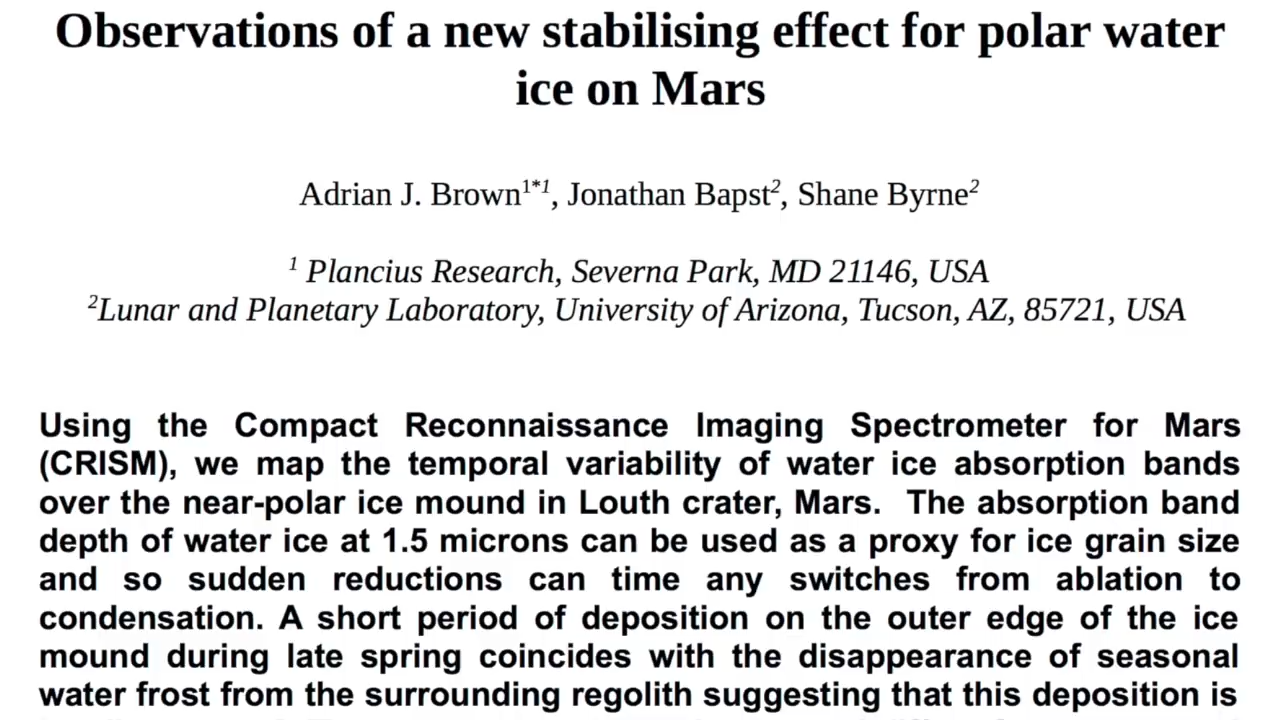 Observations of a new stabilising effect for polar water
ice on Mars
Adrian J. Brown1*1, Jonathan Bapst2, Shane Byrne2
1 Plancius Research, Severna Park, MD 21146, USA
2Lunar and Planetary Laboratory, University of Arizona, Tucson, AZ, 85721, USA
Using the Compact Reconnaissance Imaging Spectrometer for Mars
(CRISM), we map the temporal variability of water ice absorption bands
over the near-polar ice mound in Louth crater, Mars. The absorption band
depth of water ice at 1.5 microns can be used as a proxy for ice grain size
and so sudden reductions can time any switches from ablation to
condensation. A short period of deposition on the outer edge of the ice
mound during late spring coincides with the disappearance of seasonal
water frost from the surrounding regolith suggesting that this deposition is